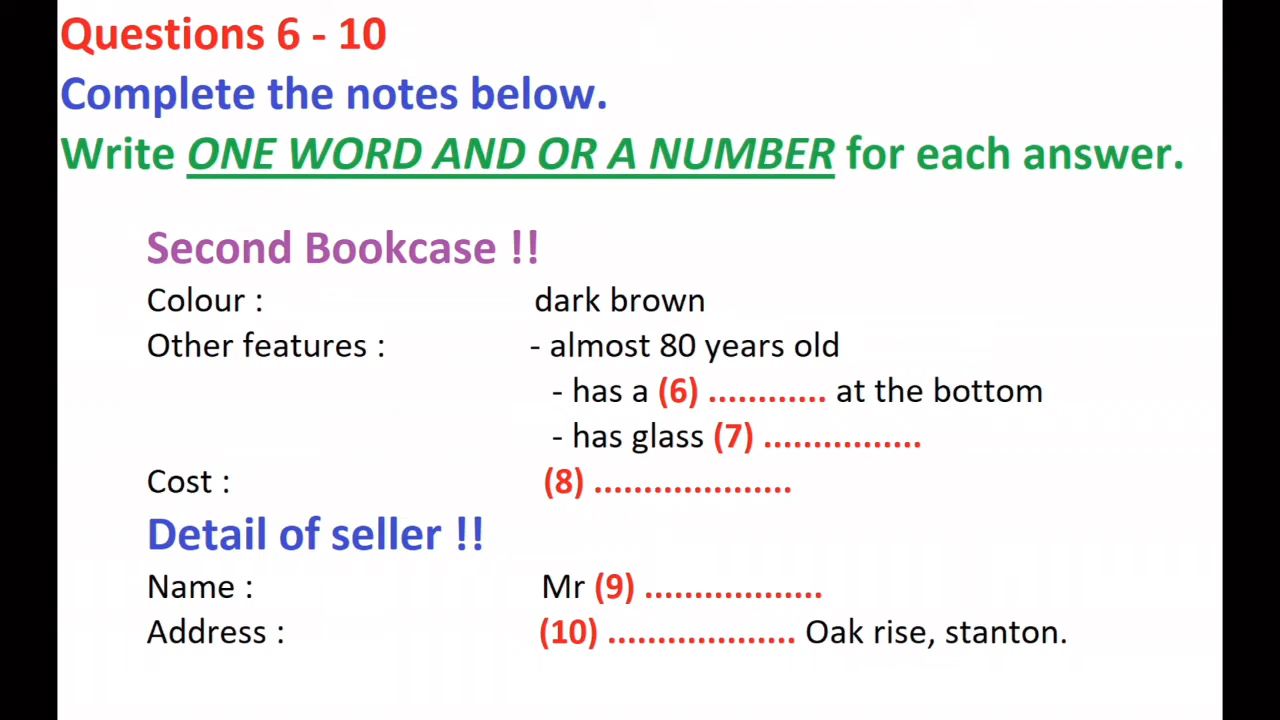 Questions 6 - 10
Complete the notes below.
Write ONE WORD AND OR A NUMBER for each answer.
Second Bookcase !!
Colour : dark brown
Other features : - almost 80 years old
- has a (6) ............ at the bottom
- has glass (7) ................
Cost : (8) ....................
Detail of seller !!
Name : Mr (9) ..................
Address : (10) ................... Oak rise, stanton.